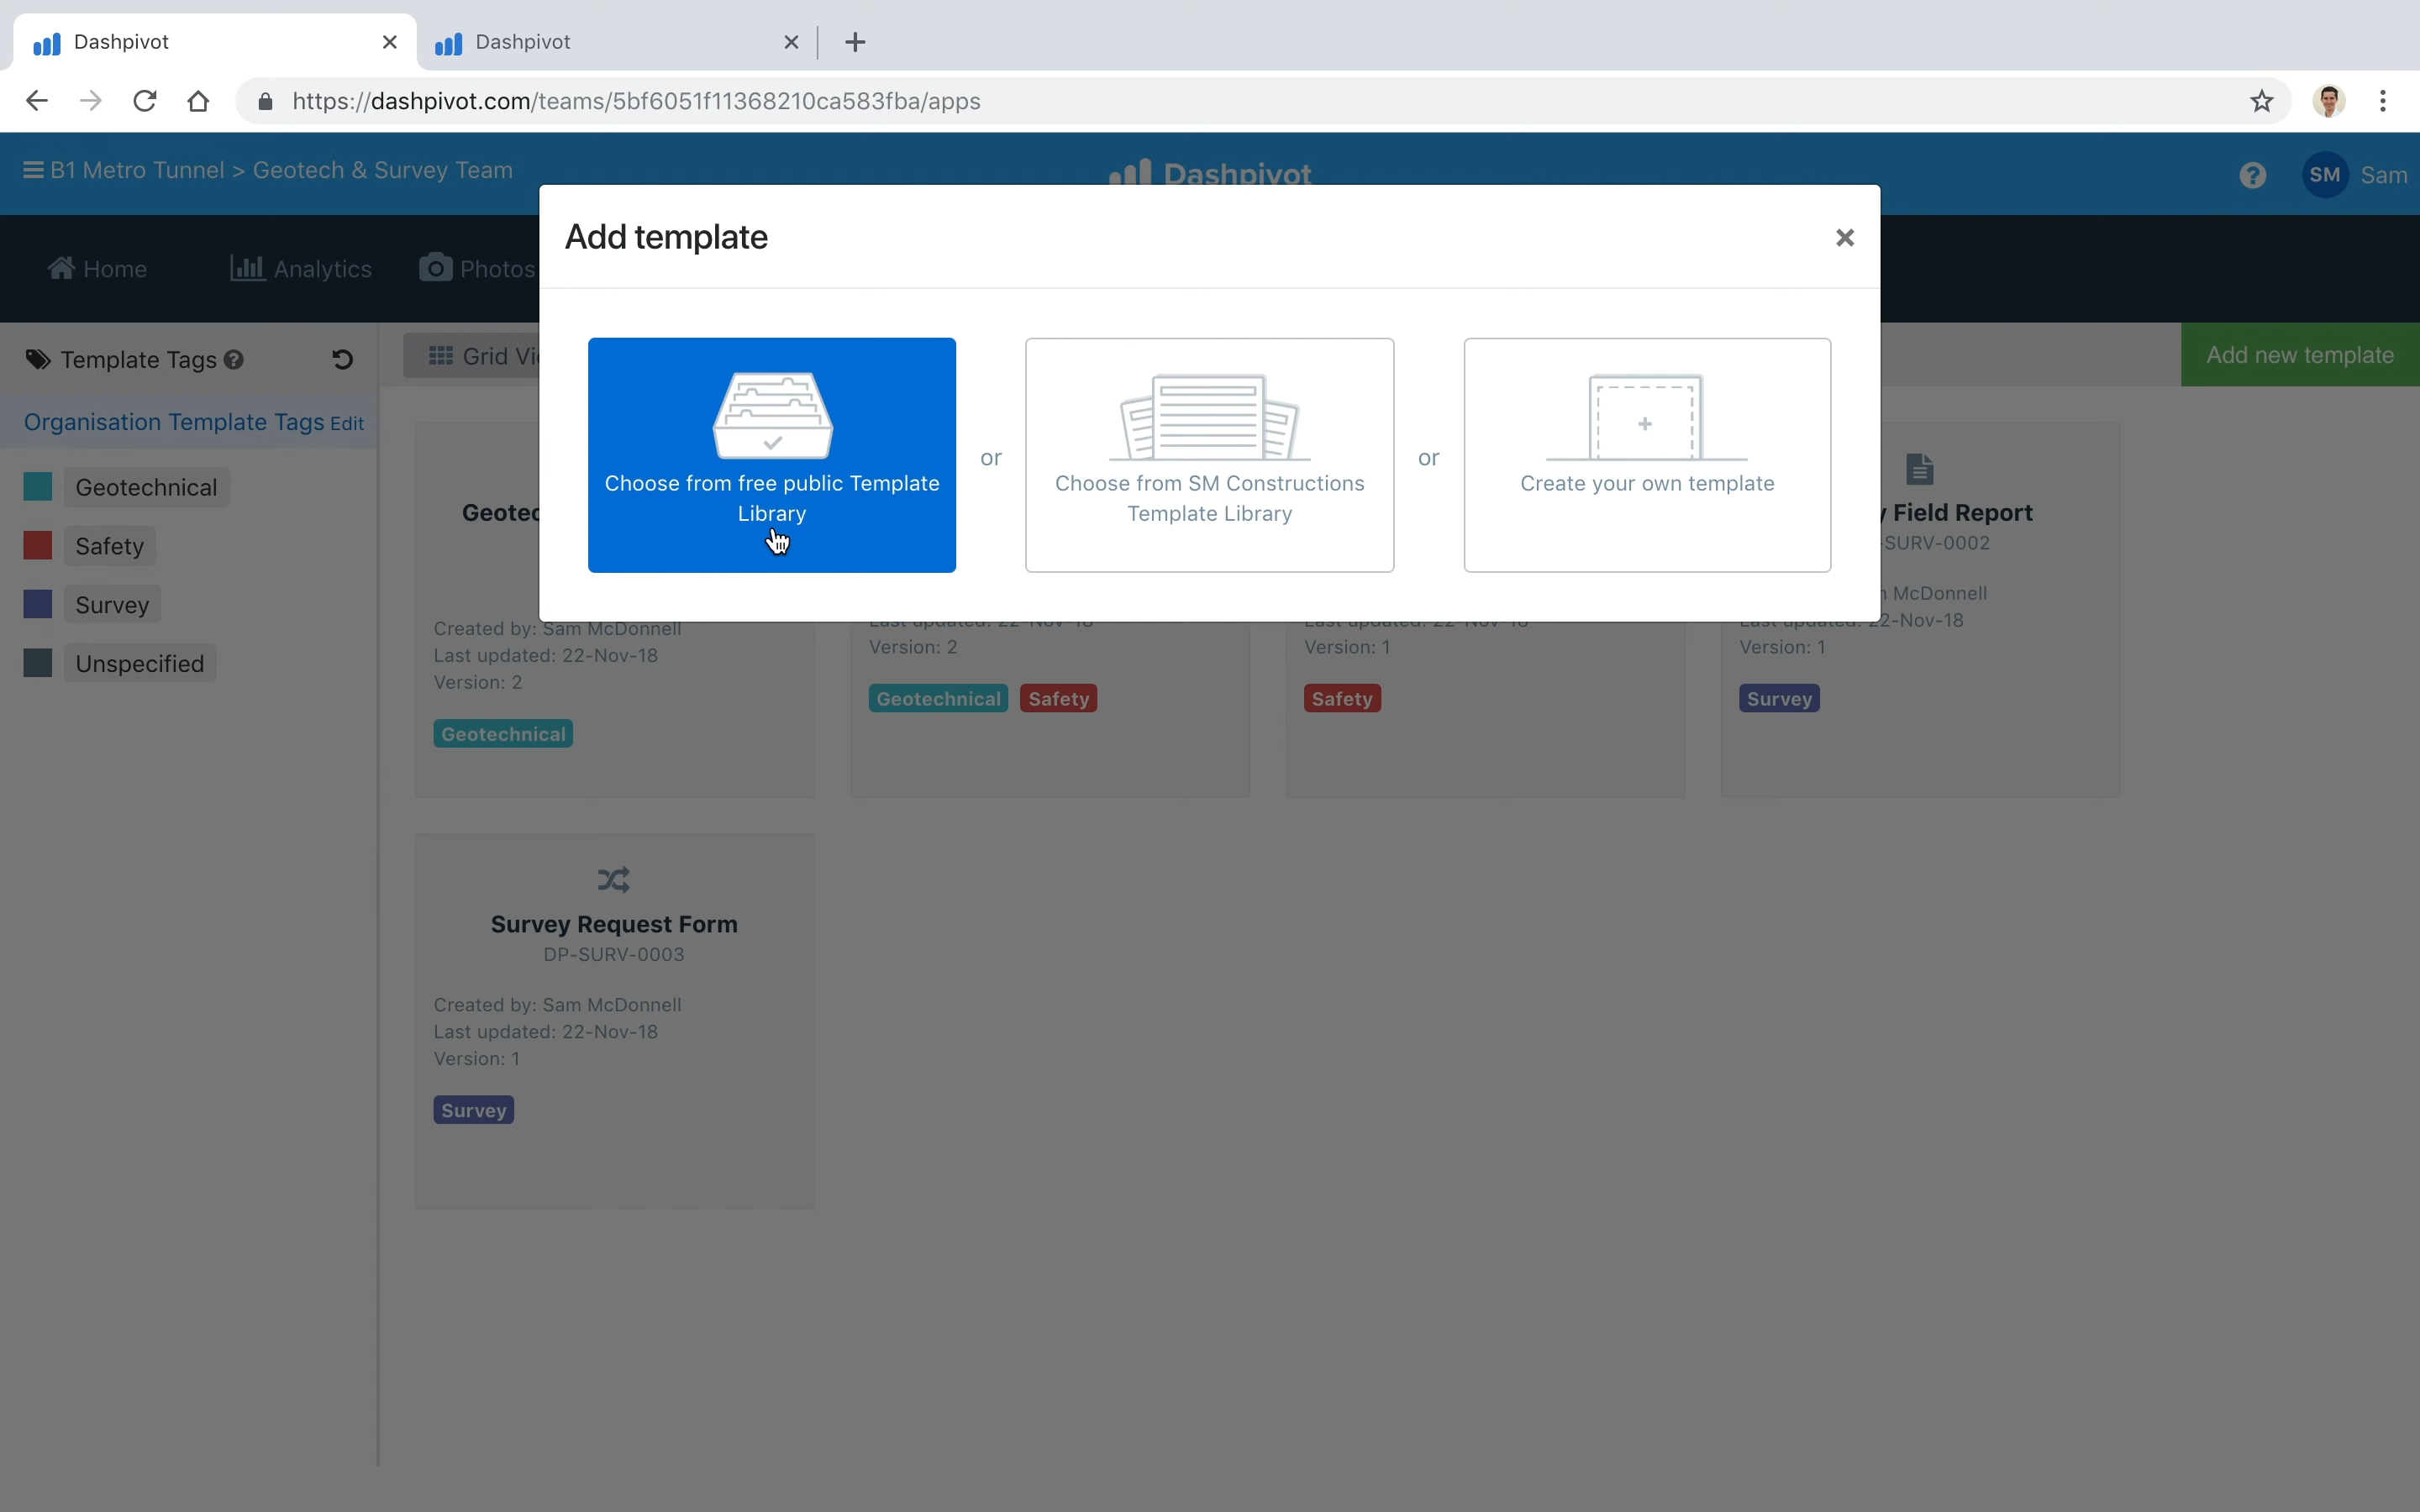 Dashpivot
Dashpivot
https://dashpivot.com/teams/5bf6051f11368210ca583fba/apps
B1 Metro Tunnel > Geotech & Survey Team
Dashpivot
SM Sam
Home
Analytics
Photos
Add template
Template Tags
Grid
Add new template
Organisation Template Tags Edit
Geotechnical
Safety
Survey
Unspecified
Choose from free public Template
Library
or
Choose from SM Constructions
Template Library
or
Create your own template
Field Report
-SURV-0002
McDonnell
Created by: Sam McDonnell
Last updated: 22-Nov-18
Version: 2
Geotechnical
Last updated: 22-Nov-18
Version: 2
Geotechnical Safety
Last updated: 22-Nov-18
Version: 1
Safety
Last updated: 22-Nov-18
Version: 1
Survey
Survey Request Form
DP-SURV-0003
Created by: Sam McDonnell
Last updated: 22-Nov-18
Version: 1
Survey